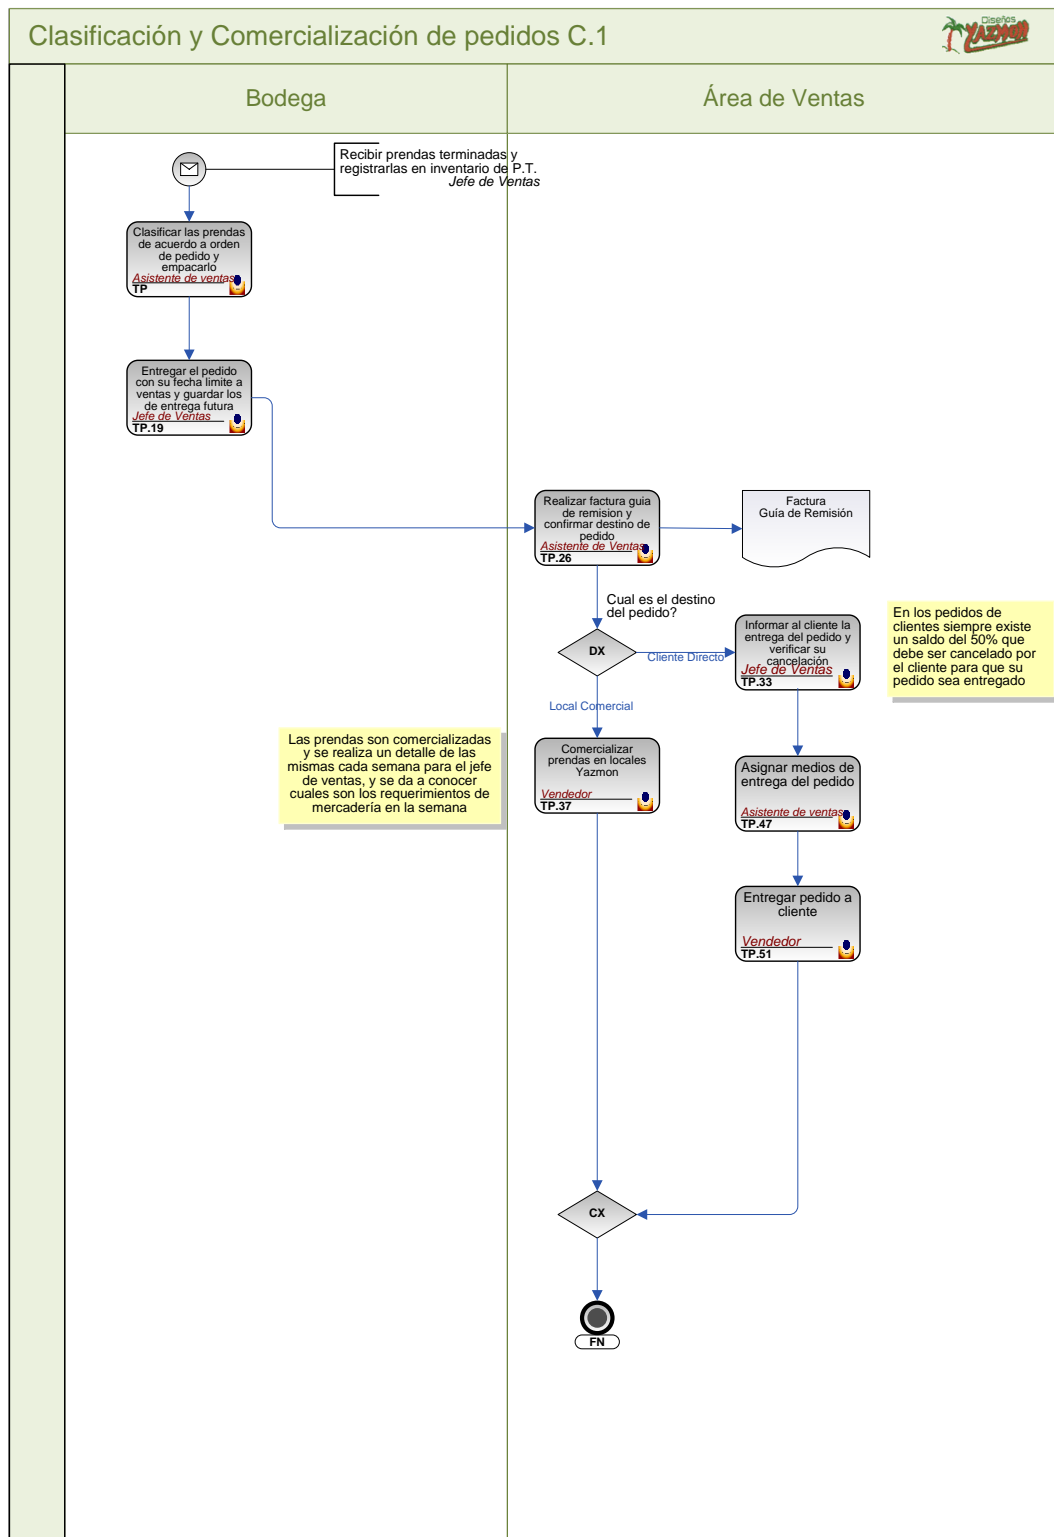 Clasificación y Comercialización de pedidos C.1
Diseños
YAZMON
Bodega
Área de Ventas
Recibir prendas terminadas y
registrarlas en inventario de P.T.
Jefe de Ventas
Clasificar las prendas
de acuerdo a orden
de pedido y
empacarlo
Asistente de ventas
TP
Entregar el pedido
con su fecha limite a
ventas y guardar los
de entrega futura
Jefe de Ventas
TP.19
Realizar factura guia
de remision y
confirmar destino de
pedido
Asistente de Ventas
TP.26
Factura
Guía de Remisión
Cual es el destino
del pedido?
DX
Cliente Directo
Informar al cliente la
entrega del pedido y
verificar su
cancelación
Jefe de Ventas
TP.33
En los pedidos de
clientes siempre existe
un saldo del 50% que
debe ser cancelado por
el cliente para que su
pedido sea entregado
Local Comercial
Las prendas son comercializadas
y se realiza un detalle de las
mismas cada semana para el jefe
de ventas, y se da a conocer
cuales son los requerimientos de
mercadería en la semana
Comercializar
prendas en locales
Yazmon
Vendedor
TP.37
Asignar medios de
entrega del pedido
Asistente de ventas
TP.47
Entregar pedido a
cliente
Vendedor
TP.51
CX
FN